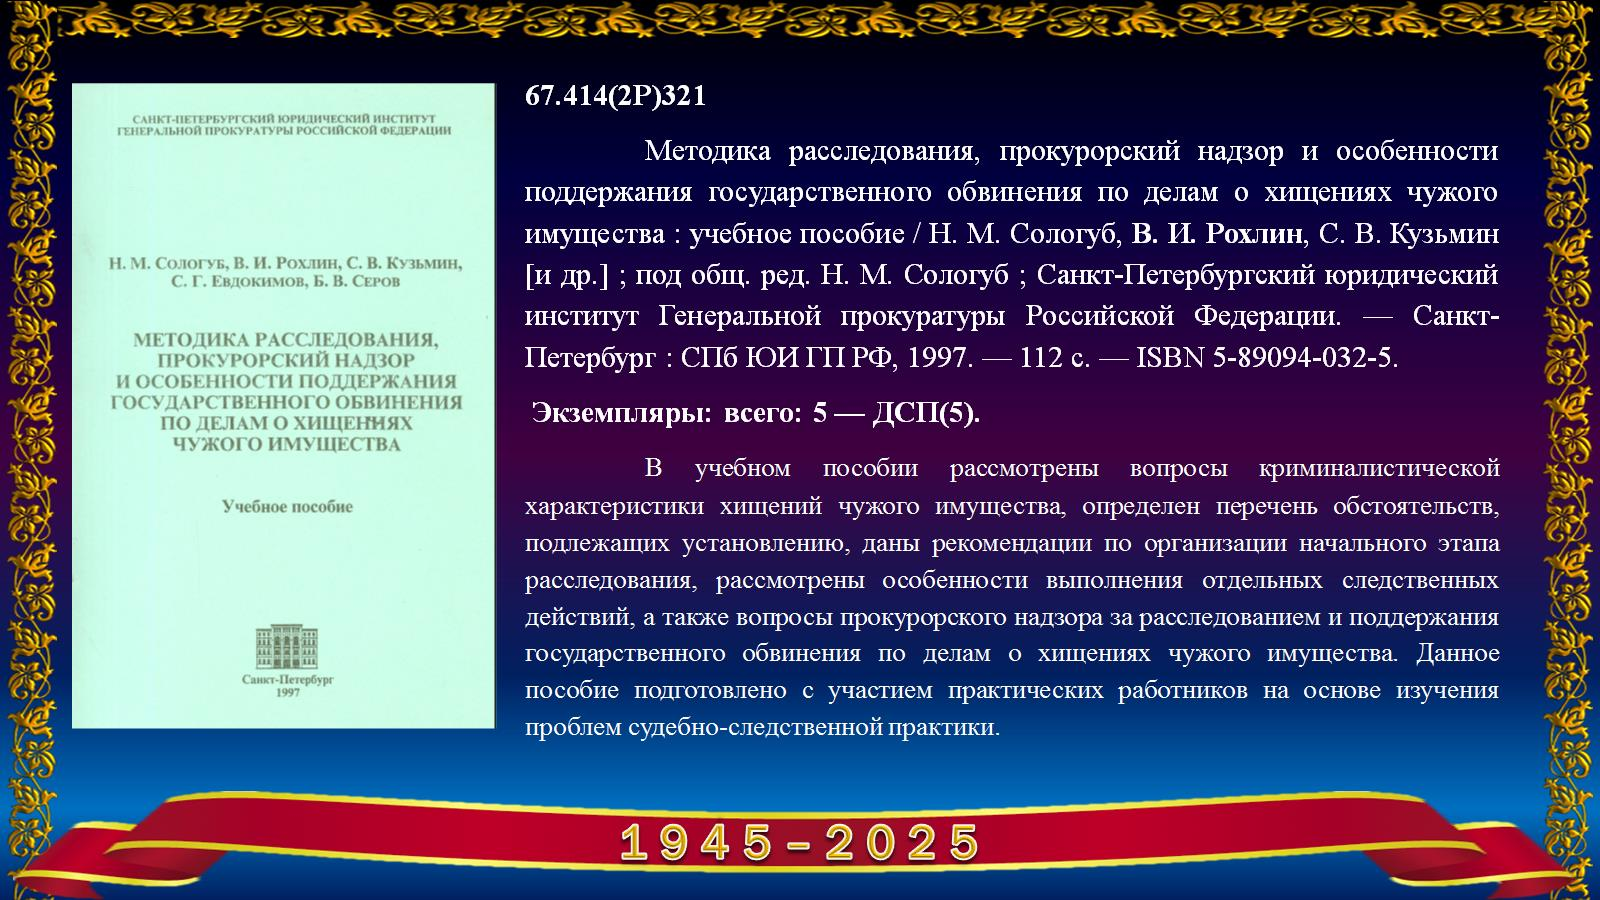 САНКТ-ПЕТЕРБУРГСКИЙ ЮРИДИЧЕСКИЙ ИНСТИТУТ
ГЕНЕРАЛЬНОЙ ПРОКУРАТУРЫ РОССИЙСКОЙ ФЕДЕРАЦИИ
Н. М. СОЛОГУБ, В. И. РОХЛИН, С. В. КУЗЬМИН,
С. Г. ЕВДОКИМОВ, Б. В. СЕРОВ
МЕТОДИКА РАССЛЕДОВАНИЯ,
ПРОКУРОРСКИЙ НАДЗОР
И ОСОБЕННОСТИ ПОДДЕРЖАНИЯ
ГОСУДАРСТВЕННОГО ОБВИНЕНИЯ
ПО ДЕЛАМ О ХИЩЕНИЯХ
ЧУЖОГО ИМУЩЕСТВА
Учебное пособие
Санкт-Петербург
1997
67.414(2Р)321
Методика расследования, прокурорский надзор и особенности
поддержания государственного обвинения по делам о хищениях чужого
имущества : учебное пособие / Н. М. Сологуб, В. И. Рохлин, С. В. Кузьмин
[и др.] ; под общ. ред. Н. М. Сологуб ; Санкт-Петербургский юридический
институт Генеральной прокуратуры Российской Федерации. — Санкт-
Петербург : СПб ЮИ ГП РФ, 1997. — 112 с. — ISBN 5-89094-032-5.
Экземпляры: всего: 5 — ДСП(5).
В учебном пособии рассмотрены вопросы криминалистической
характеристики хищений чужого имущества, определен перечень обстоятельств,
подлежащих установлению, даны рекомендации по организации начального этапа
расследования, рассмотрены особенности выполнения отдельных следственных
действий, а также вопросы прокурорского надзора за расследованием и поддержания
государственного обвинения по делам о хищениях чужого имущества. Данное
пособие подготовлено с участием практических работников на основе изучения
проблем судебно-следственной практики.
1945–2025